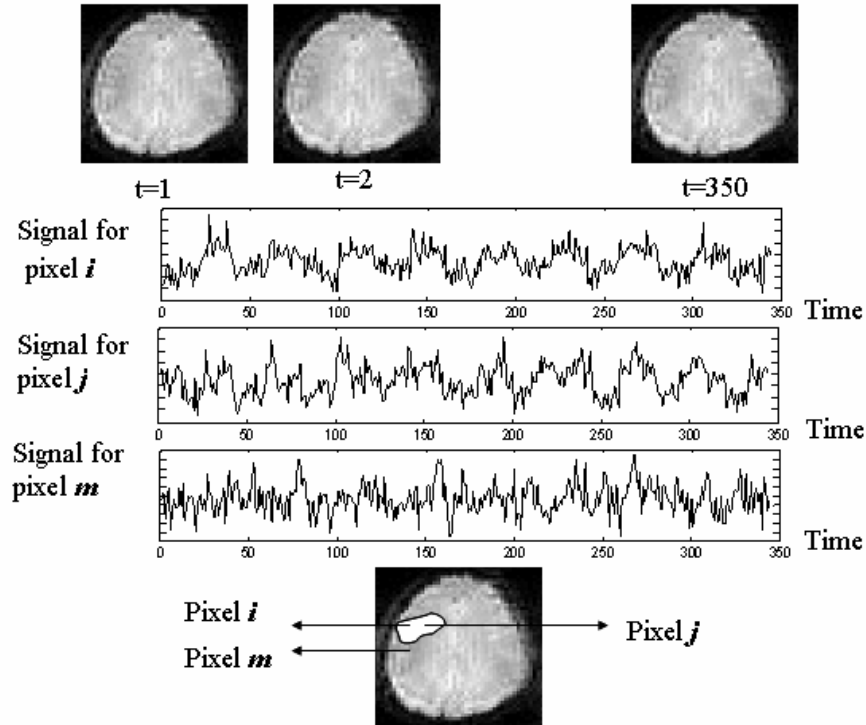 t=1
t=2
t=350
Signal for
pixel i
0 50 100 150 200 250 300 350
Time
Signal for
pixel j
0 50 100 150 200 250 300 350
Time
Signal for
pixel m
0 50 100 150 200 250 300 350
Time
Pixel i
Pixel j
Pixel m